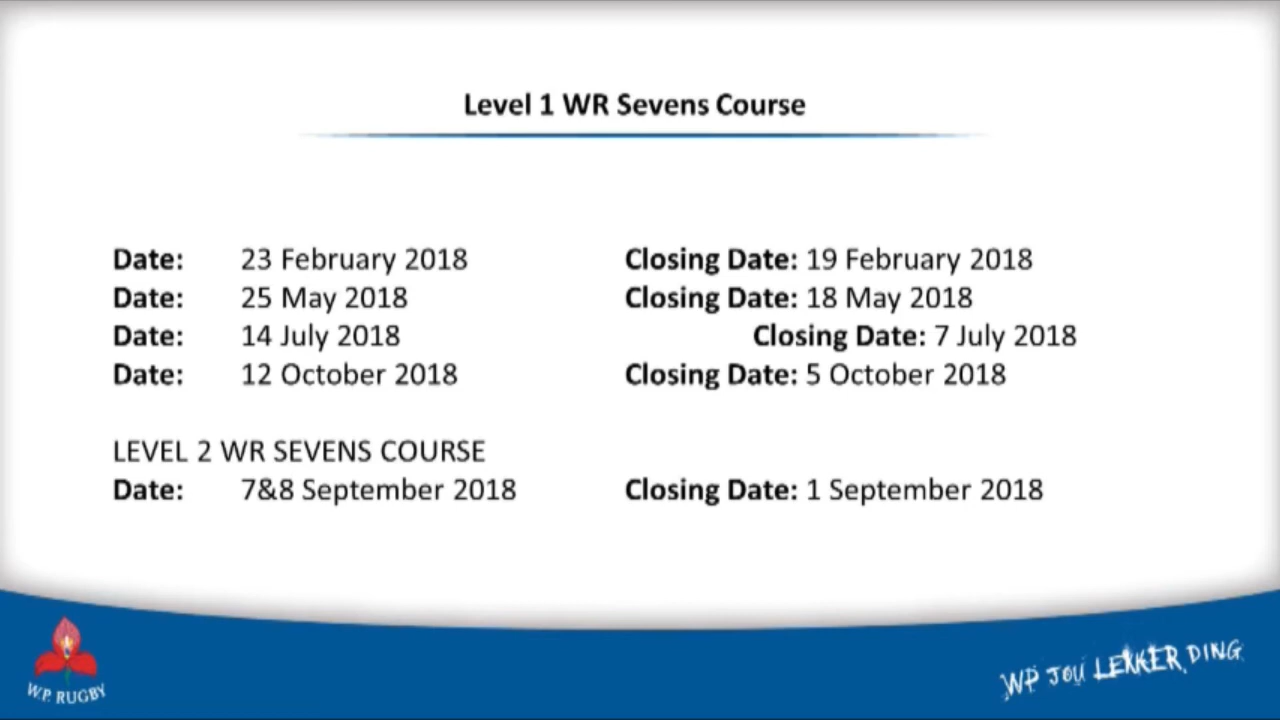 Level 1 WR Sevens Course
Date: 23 February 2018 Closing Date: 19 February 2018
Date: 25 May 2018 Closing Date: 18 May 2018
Date: 14 July 2018 Closing Date: 7 July 2018
Date: 12 October 2018 Closing Date: 5 October 2018
LEVEL 2 WR SEVENS COURSE
Date: 7&8 September 2018 Closing Date: 1 September 2018
W.P. RUGBY
WP JOU LEKKER DING